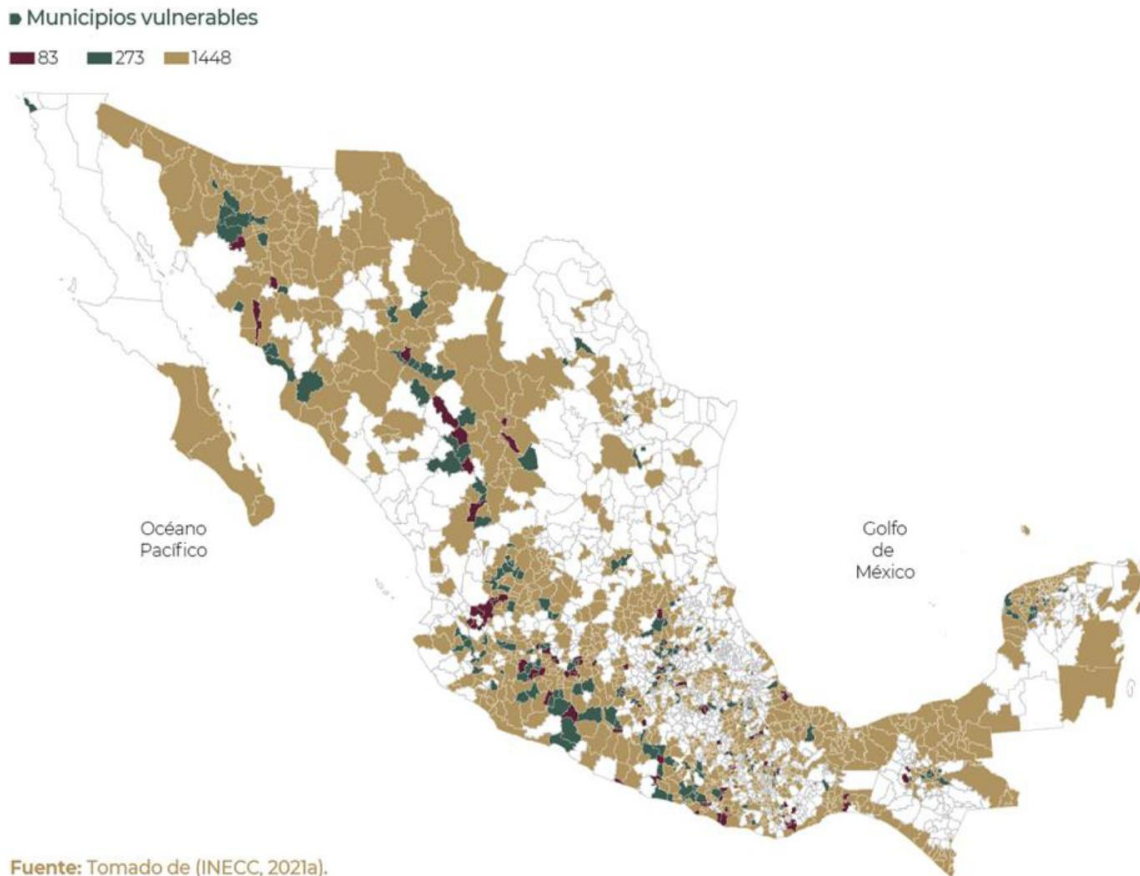 Municipios vulnerables
83 273 1448
Océano
Pacífico
Golfo
de
México
Fuente: Tomado de (INECC, 2021a).